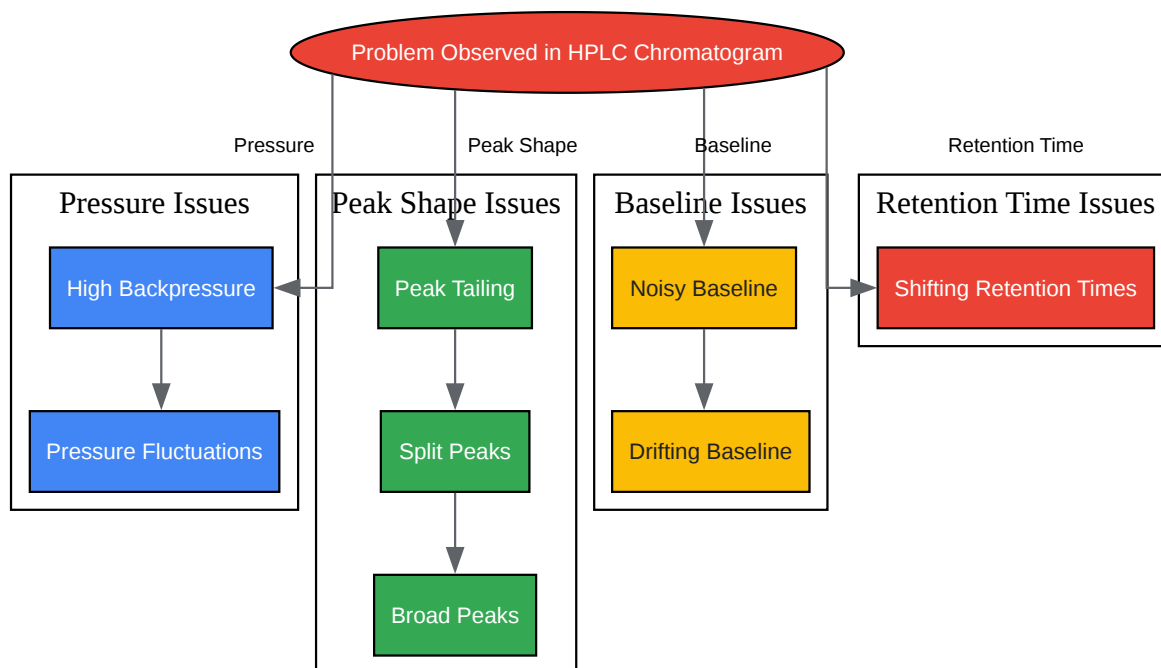 Problem Observed in HPLC Chromatogram
Pressure
Peak Shape
Baseline
Retention Time
Pressure Issues
Peak Shape Issues
Baseline Issues
Retention Time Issues
High Backpressure
Peak Tailing
Noisy Baseline
Shifting Retention Times
Pressure Fluctuations
Split Peaks
Drifting Baseline
Broad Peaks